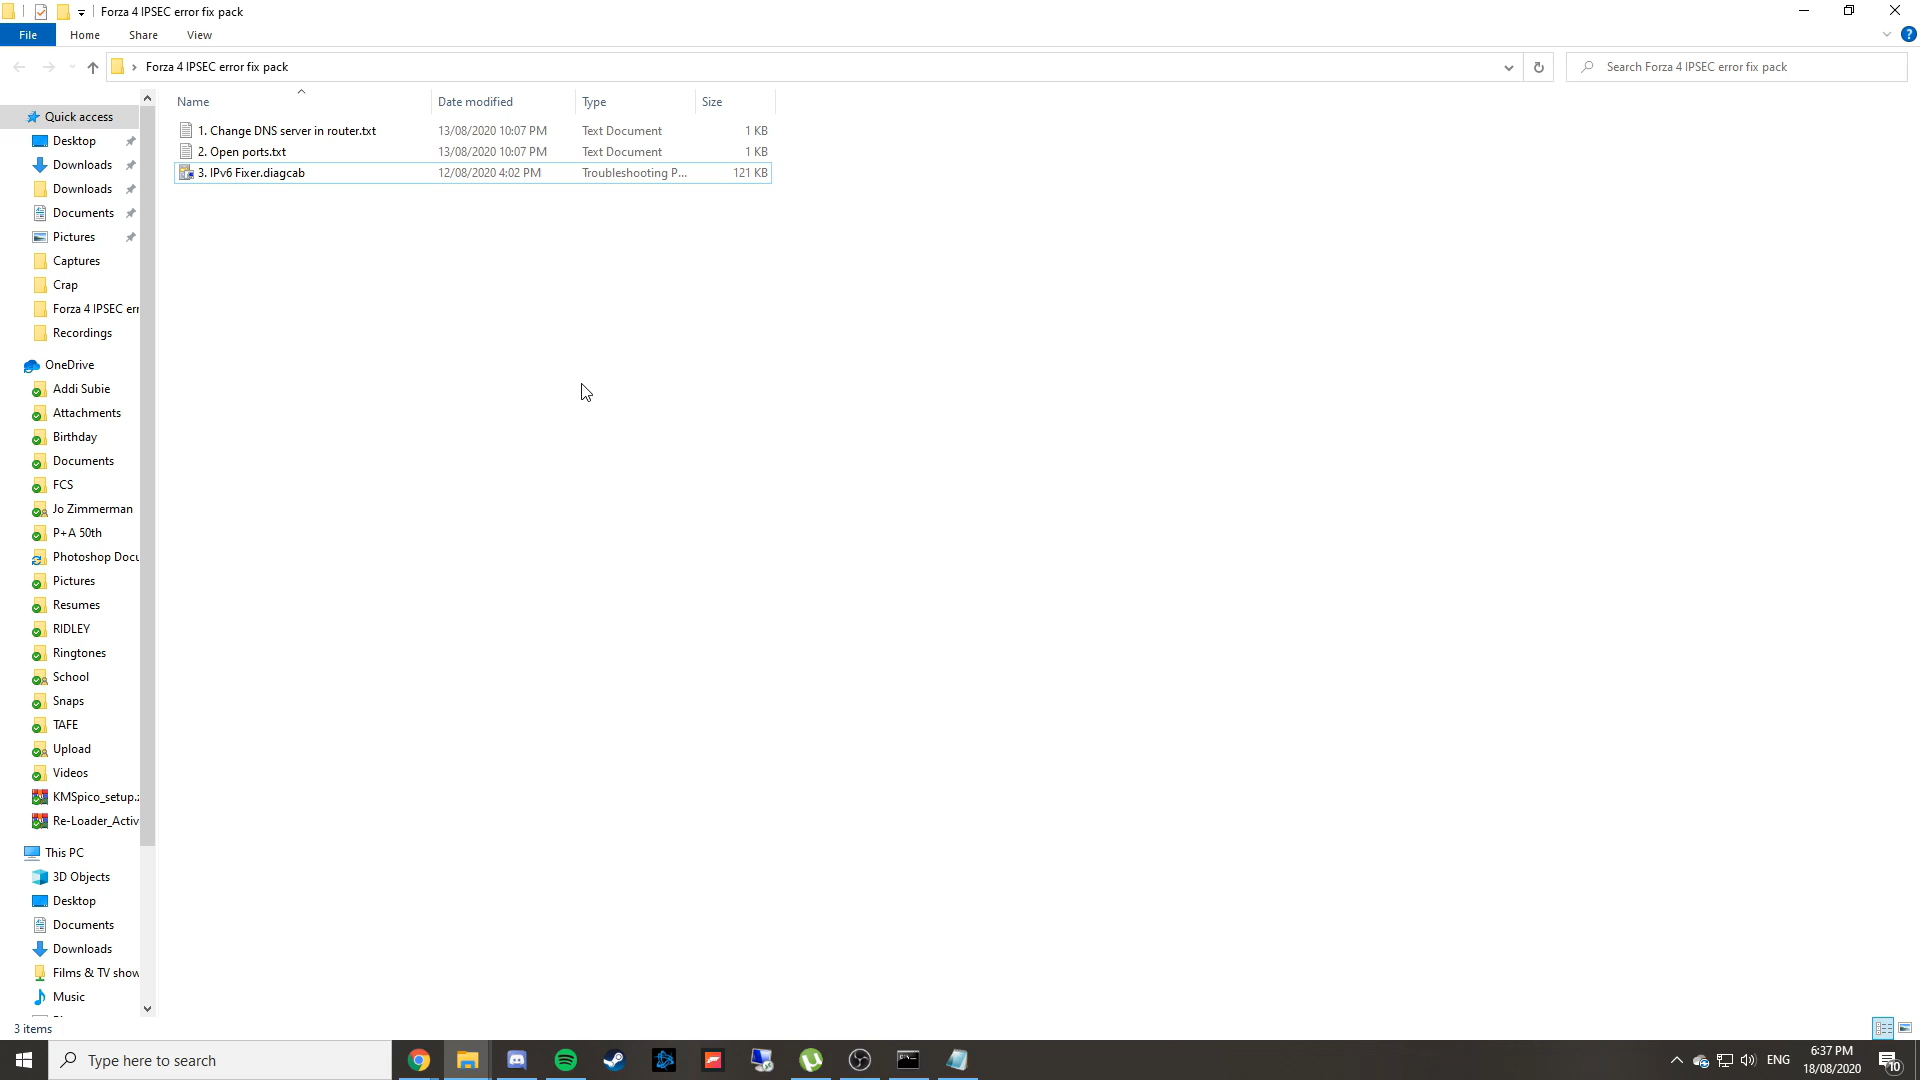 Forza 4 IPSEC error fix pack
File
Home
Share
View
Forza 4 IPSEC error fix pack
Search Forza 4 IPSEC error fix pack
Name
Date modified
Type
Size
1. Change DNS server in router.txt
13/08/2020 10:07 PM
Text Document
1 KB
2. Open ports.txt
13/08/2020 10:07 PM
Text Document
1 KB
3. IPv6 Fixer.diagcab
12/08/2020 4:02 PM
Troubleshooting P...
121 KB
Quick access
Desktop
Downloads
Downloads
Documents
Pictures
Captures
Crap
Forza 4 IPSEC err
Recordings
OneDrive
Addi Subie
Attachments
Birthday
Documents
FCS
Jo Zimmerman
P+A 50th
Photoshop Docu
Pictures
Resumes
RIDLEY
Ringtones
School
Snaps
TAFE
Upload
Videos
KMSpico_setup.z
Re-Loader_Activ
This PC
3D Objects
Desktop
Documents
Downloads
Films & TV show
Music
3 items
Type here to search
ENG
6:37 PM
18/08/2020
10